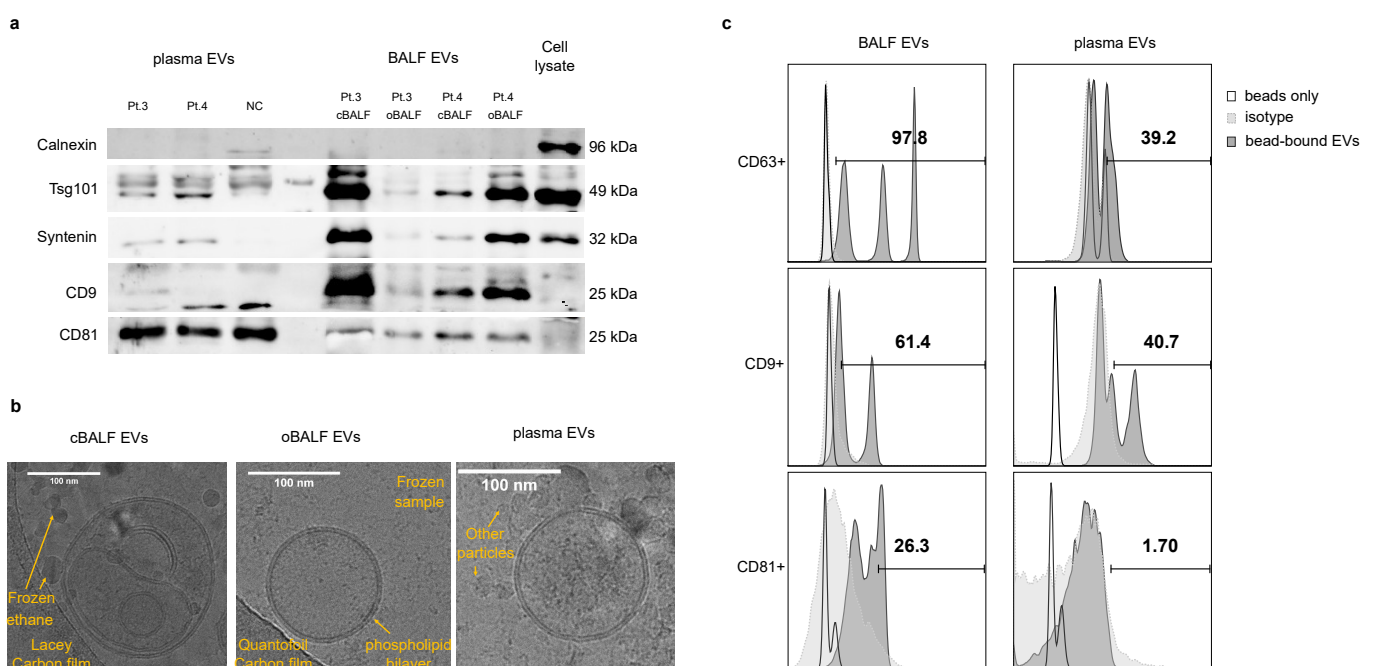 a
plasma EVs
BALF EVs
Cell
lysate
Pt.3
Pt.4
NC
Pt.3
cBALF
Pt.3
oBALF
Pt.4
cBALF
Pt.4
oBALF
Calnexin
96 kDa
Tsg101
49 kDa
Syntenin
32 kDa
CD9
25 kDa
CD81
25 kDa
b
cBALF EVs
oBALF EVs
plasma EVs
100 nm
Frozen
ethane
Lacey
Carbon film
100 nm
Frozen
sample
Quantofoil
Carbon film
phospholipid
bilayer
100 nm
Other
particles
c
BALF EVs
plasma EVs
beads only
isotype
bead-bound EVs
CD63+
97.8
39.2
CD9+
61.4
40.7
CD81+
26.3
1.70